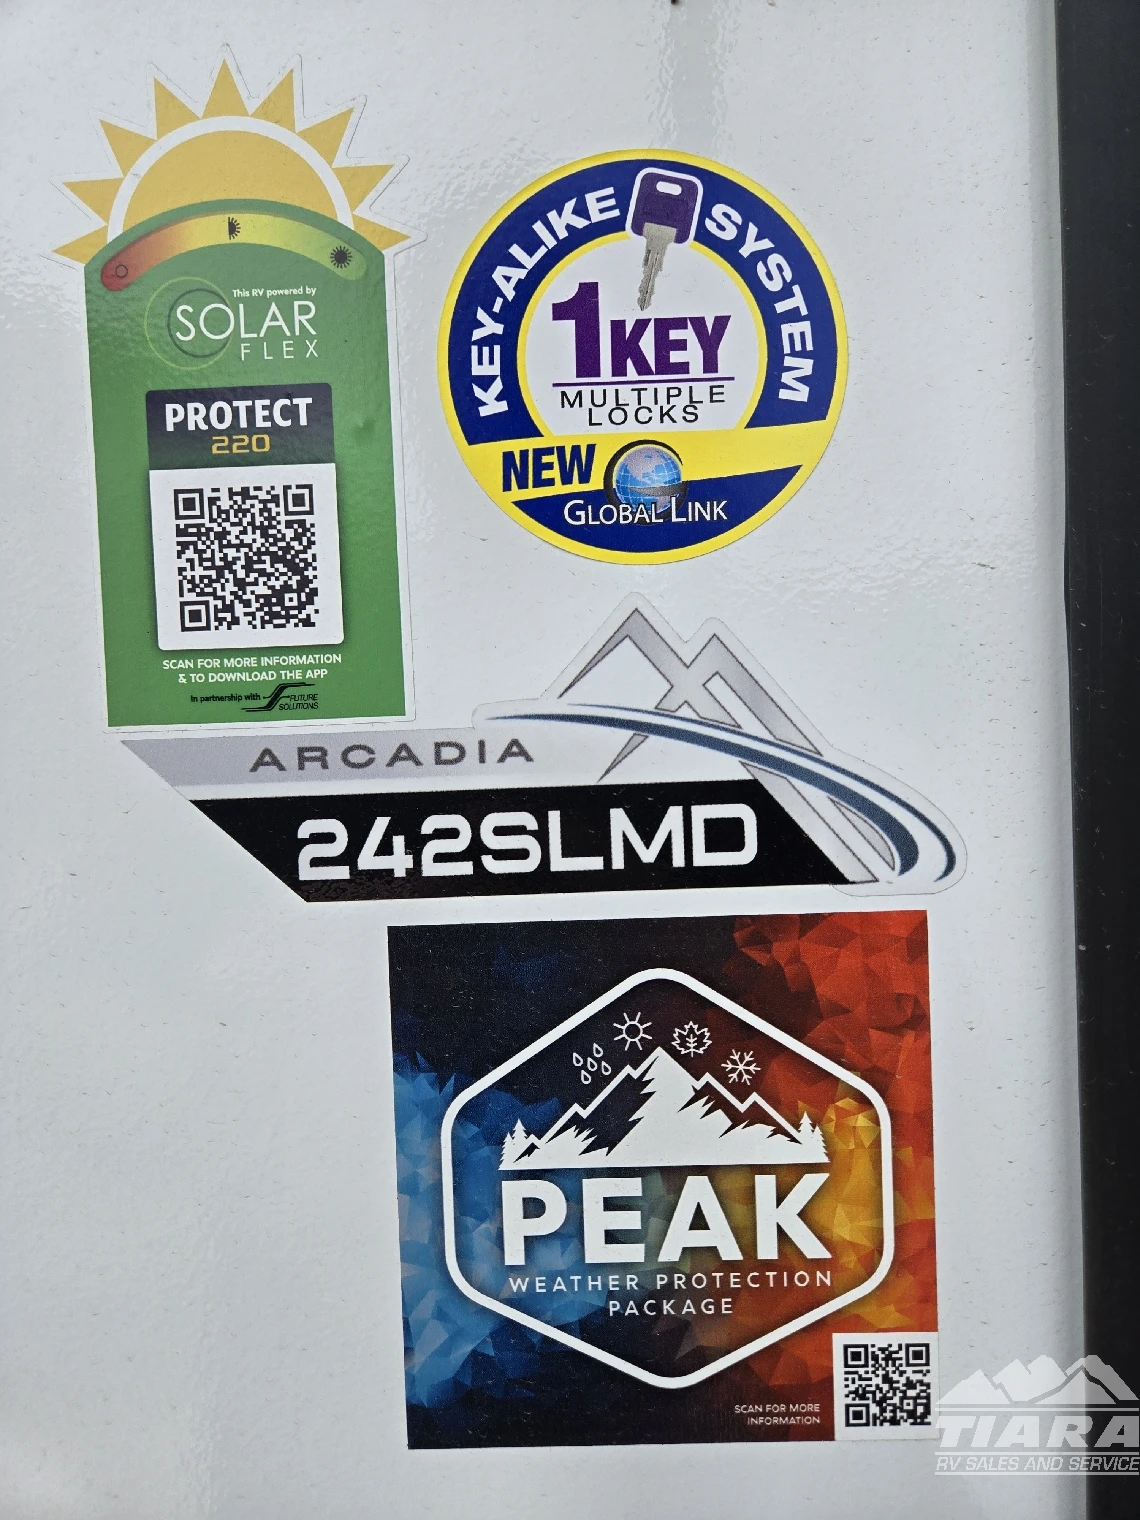 This RV powered by
SOLAR
FLEX
PROTECT
220
SCAN FOR MORE INFORMATION
& TO DOWNLOAD THE APP
In partnership with FUTURE
SOLUTIONS
KEY-ALIKE SYSTEM
1KEY
MULTIPLE
LOCKS
NEW
GLOBAL LINK
ARCADIA
242SLMD
PEAK
WEATHER PROTECTION
PACKAGE
SCAN FOR MORE
INFORMATION
TIARA
RV SALES AND SERVICE